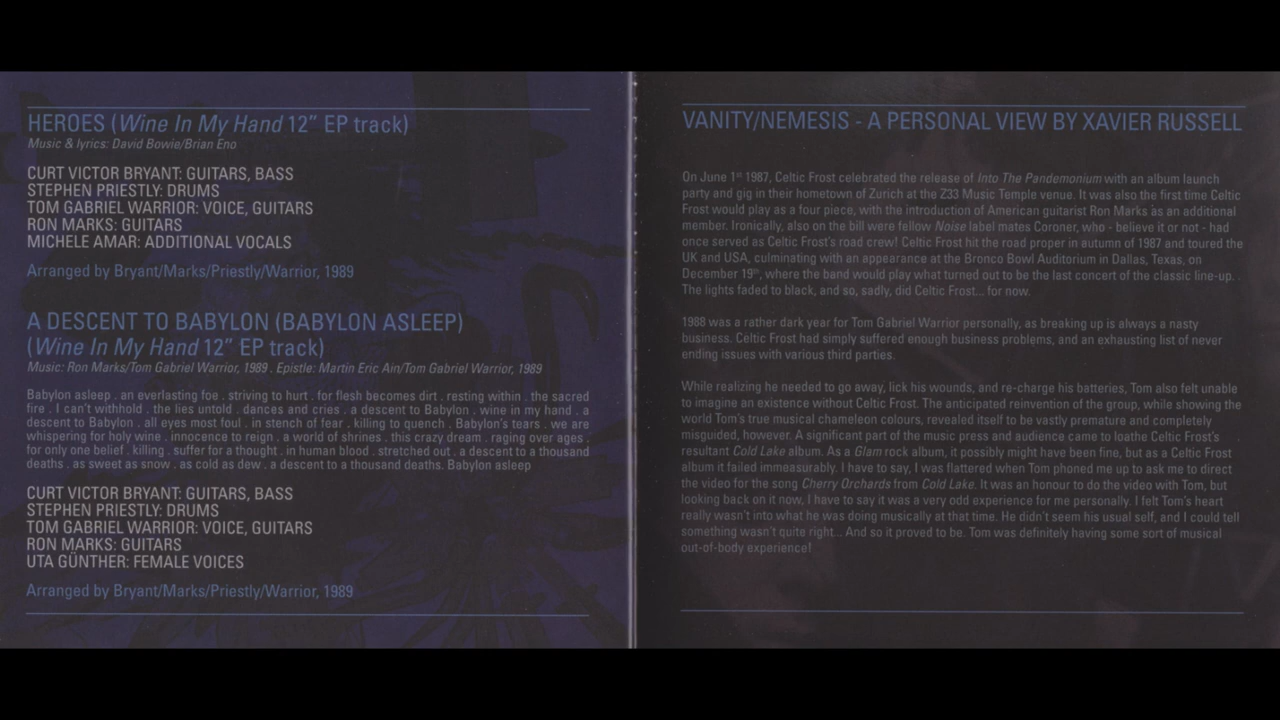 HEROES (Wine In My Hand 12” EP track)
Music & lyrics: David Bowie/Brian Eno
CURT VICTOR BRYANT: GUITARS, BASS
STEPHEN PRIESTLY: DRUMS
TOM GABRIEL WARRIOR: VOICE, GUITARS
RON MARKS: GUITARS
MICHELE AMAR: ADDITIONAL VOCALS
Arranged by Bryant/Marks/Priestly/Warrior, 1989
A DESCENT TO BABYLON (BABYLON ASLEEP)
(Wine In My Hand 12” EP track)
Music: Ron Marks/Tom Gabriel Warrior, 1989 . Epistle: Martin Eric Ain/Tom Gabriel Warrior, 1989
Babylon asleep . an everlasting foe . striving to hurt . for flesh becomes dirt . resting within . the sacred
fire . I can't withhold . the lies untold . dances and cries . a descent to Babylon . wine in my hand . a
descent to Babylon . all eyes most foul . in stench of fear . killing to quench . Babylon's tears . we are
whispering for holy wine . innocence to reign . a world of shrines . this crazy dream . raging over ages .
for only one belief . killing . suffer for a thought . in human blood . stretched out . a descent to a thousand
deaths . as sweet as snow . as cold as dew . a descent to a thousand deaths. Babylon asleep
CURT VICTOR BRYANT: GUITARS, BASS
STEPHEN PRIESTLY: DRUMS
TOM GABRIEL WARRIOR: VOICE, GUITARS
RON MARKS: GUITARS
UTA GÜNTHER: FEMALE VOICES
Arranged by Bryant/Marks/Priestly/Warrior, 1989
VANITY/NEMESIS - A PERSONAL VIEW BY XAVIER RUSSELL
On June 1st 1987, Celtic Frost celebrated the release of Into The Pandemonium with an album launch
party and gig in their hometown of Zurich at the Z33 Music Temple venue. It was also the first time Celtic
Frost would play as a four piece, with the introduction of American guitarist Ron Marks as an additional
member. Ironically, also on the bill were fellow Noise label mates Coroner, who - believe it or not - had
once served as Celtic Frost's road crew! Celtic Frost hit the road proper in autumn of 1987 and toured the
UK and USA, culminating with an appearance at the Bronco Bowl Auditorium in Dallas, Texas, on
December 19th, where the band would play what turned out to be the last concert of the classic line-up.
The lights faded to black, and so, sadly, did Celtic Frost... for now.
1988 was a rather dark year for Tom Gabriel Warrior personally, as breaking up is always a nasty
business. Celtic Frost had simply suffered enough business problems, and an exhausting list of never
ending issues with various third parties.
While realizing he needed to go away, lick his wounds, and re-charge his batteries, Tom also felt unable
to imagine an existence without Celtic Frost. The anticipated reinvention of the group, while showing the
world Tom's true musical chameleon colours, revealed itself to be vastly premature and completely
misguided, however. A significant part of the music press and audience came to loathe Celtic Frost's
resultant Cold Lake album. As a Glam rock album, it possibly might have been fine, but as a Celtic Frost
album it failed immeasurably. I have to say, I was flattered when Tom phoned me up to ask me to direct
the video for the song Cherry Orchards from Cold Lake. It was an honour to do the video with Tom, but
looking back on it now, I have to say it was a very odd experience for me personally. I felt Tom's heart
really wasn't into what he was doing musically at that time. He didn't seem his usual self, and I could tell
something wasn't quite right... And so it proved to be. Tom was definitely having some sort of musical
out-of-body experience!